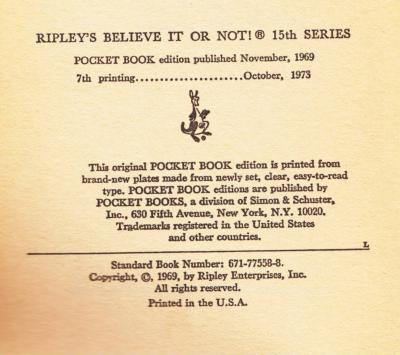 RIPLEY'S BELIEVE IT OR NOT!® 15th SERIES
POCKET BOOK edition published November, 1969
7th printing......................October, 1973
This original POCKET BOOK edition is printed from
brand-new plates made from newly set, clear, easy-to-read
type. POCKET BOOK editions are published by
POCKET BOOKS, a division of Simon & Schuster,
Inc., 630 Fifth Avenue, New York, N.Y. 10020.
Trademarks registered in the United States
and other countries.
L
Standard Book Number: 671-77558-8.
Copyright, ©, 1969, by Ripley Enterprises, Inc.
All rights reserved.
Printed in the U.S.A.